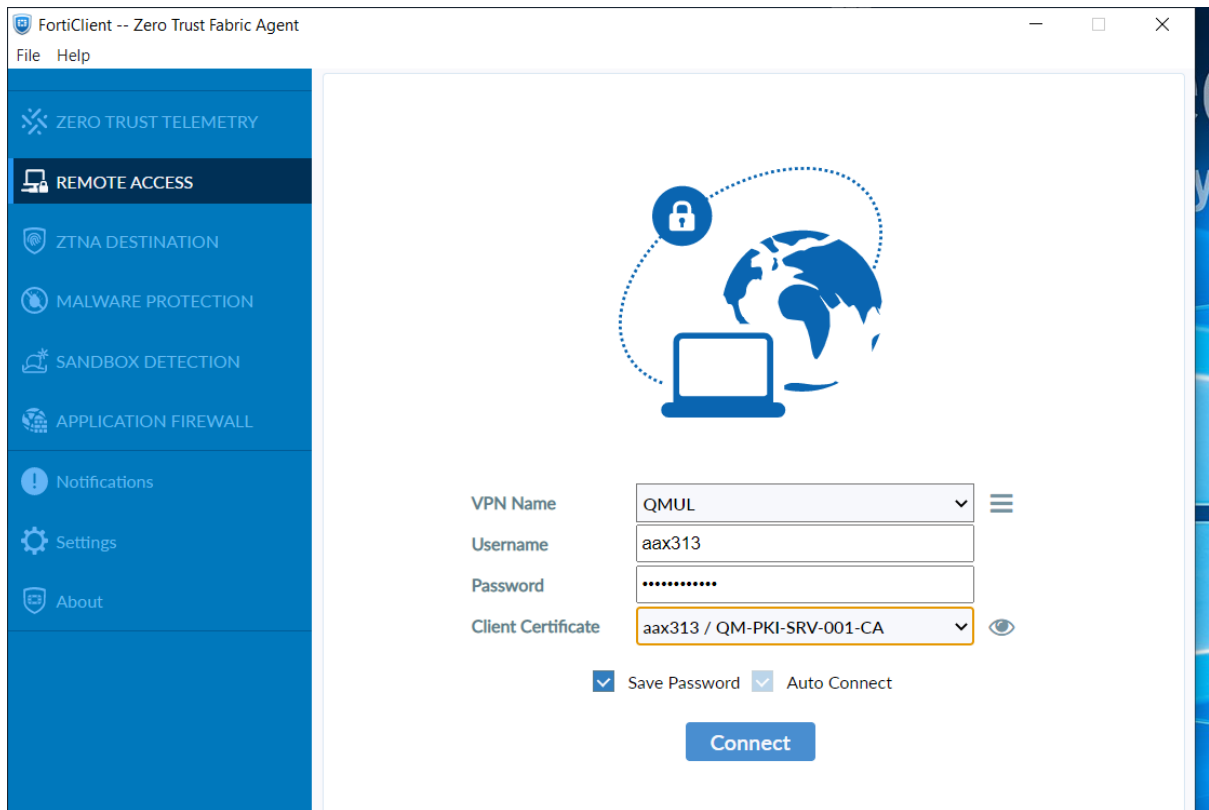 FortiClient -- Zero Trust Fabric Agent
File Help
ZERO TRUST TELEMETRY
REMOTE ACCESS
ZTNA DESTINATION
MALWARE PROTECTION
SANDBOX DETECTION
APPLICATION FIREWALL
Notifications
Settings
About
VPN Name QMUL
Username aax313
Password ••••••••••••
Client Certificate aax313 / QM-PKI-SRV-001-CA
Save Password Auto Connect
Connect